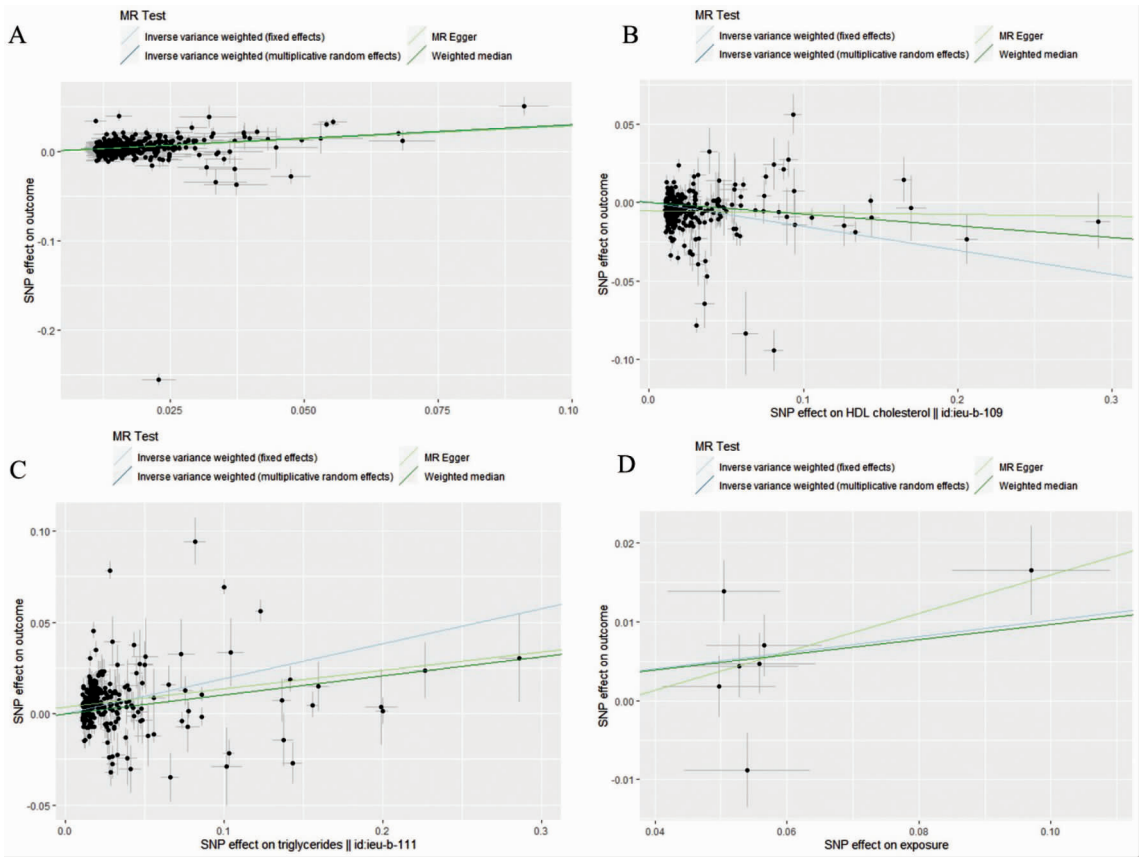 A
MR Test
Inverse variance weighted (fixed effects)
MR Egger
Inverse variance weighted (multiplicative random effects)
Weighted median
SNP effect on outcome
0.0
-0.1
-0.2
0.025
0.050
0.075
0.100
B
MR Test
Inverse variance weighted (fixed effects)
MR Egger
Inverse variance weighted (multiplicative random effects)
Weighted median
SNP effect on outcome
0.05
0.00
-0.05
-0.10
0.0
0.1
0.2
0.3
SNP effect on HDL cholesterol || id:ieu-b-109
C
MR Test
Inverse variance weighted (fixed effects)
MR Egger
Inverse variance weighted (multiplicative random effects)
Weighted median
SNP effect on outcome
0.10
0.05
0.00
-0.05
0.0
0.1
0.2
0.3
SNP effect on triglycerides || id:ieu-b-111
D
MR Test
Inverse variance weighted (fixed effects)
MR Egger
Inverse variance weighted (multiplicative random effects)
Weighted median
SNP effect on outcome
0.02
0.01
0.00
-0.01
0.04
0.06
0.08
0.10
SNP effect on exposure